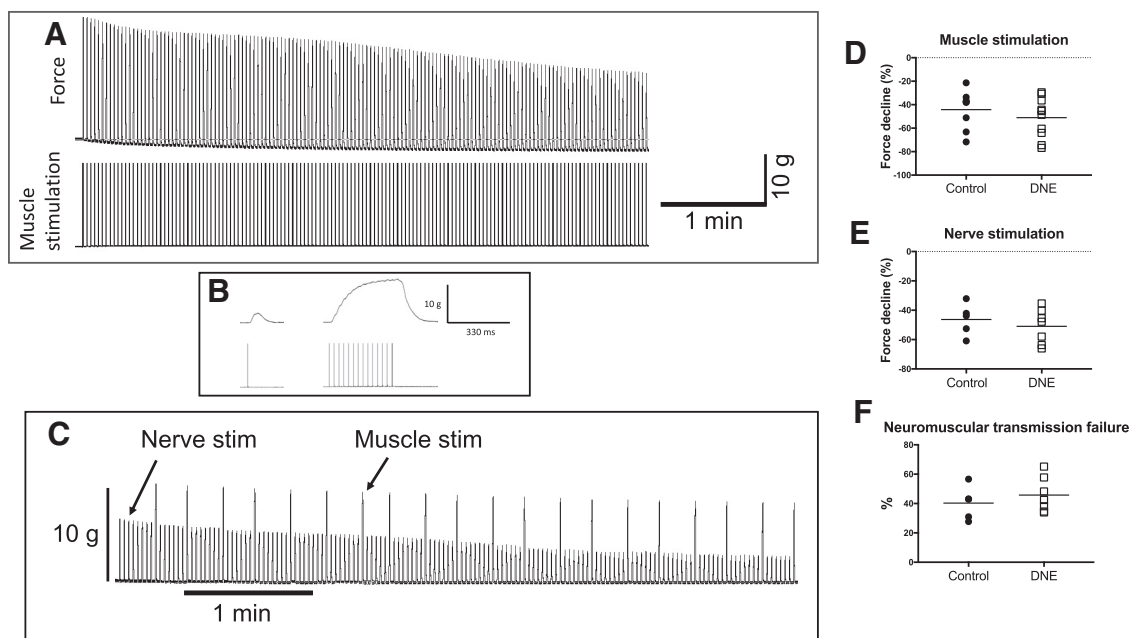 A
Force
Muscle
stimulation
10 g
1 min
B
10 g
330 ms
C
Nerve stim
Muscle stim
10 g
1 min
D
Muscle stimulation
Force decline (%)
0
-20
-40
-60
-80
-100
Control
DNE
E
Nerve stimulation
Force decline (%)
0
-20
-40
-60
-80
Control
DNE
F
Neuromuscular transmission failure
%
80
60
40
20
0
Control
DNE